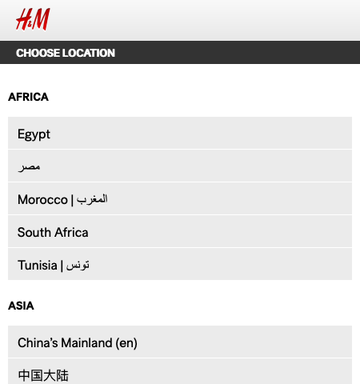 H&M
CHOOSE LOCATION
AFRICA
Egypt
مصر
Morocco | المغرب
South Africa
Tunisia | تونس
ASIA
China's Mainland (en)
中国大陆